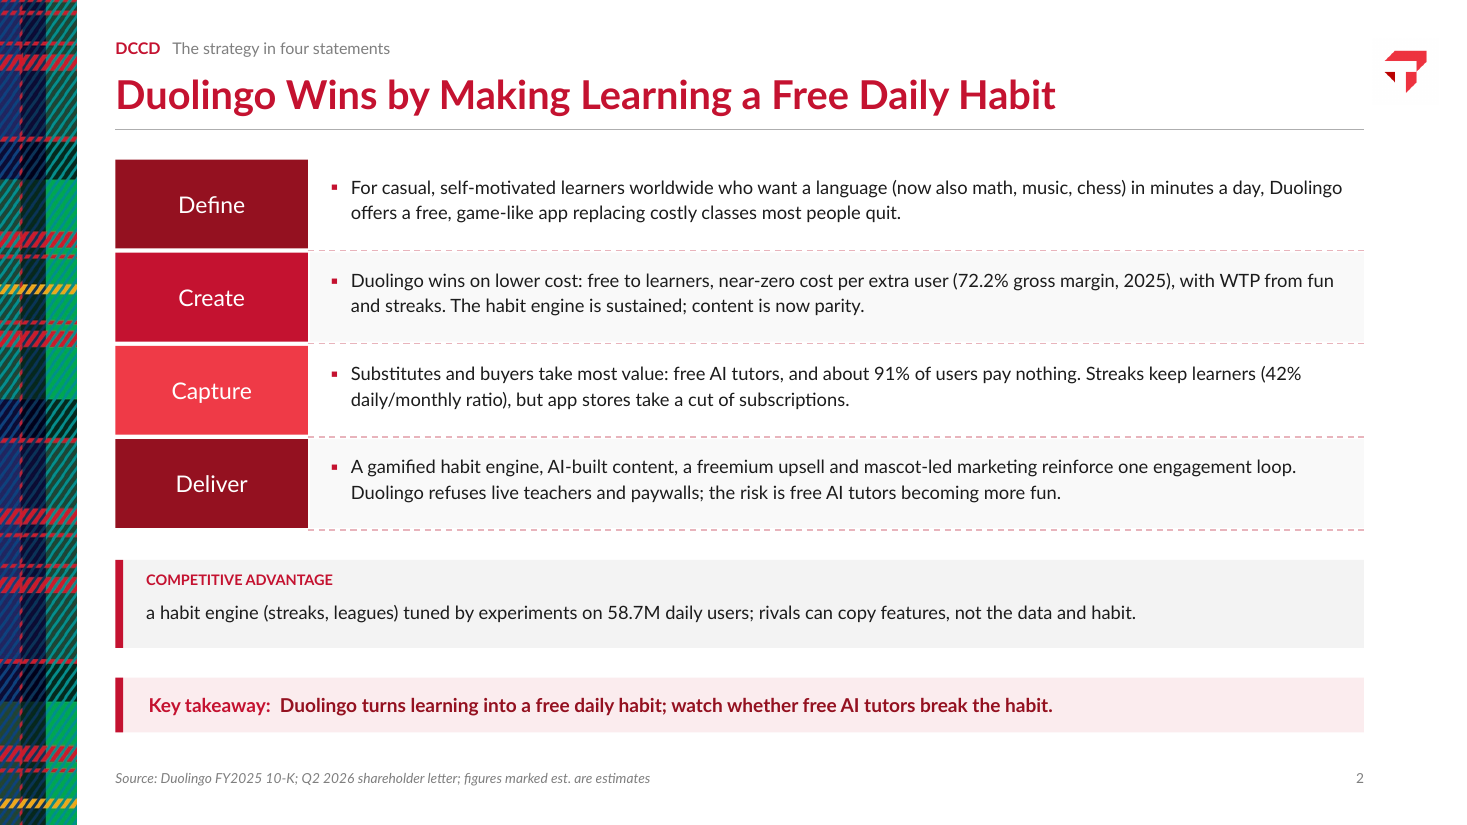 DCCD The strategy in four statements
Duolingo Wins by Making Learning a Free Daily Habit
Define
▪ For casual, self-motivated learners worldwide who want a language (now also math, music, chess) in minutes a day, Duolingo
offers a free, game-like app replacing costly classes most people quit.
Create
▪ Duolingo wins on lower cost: free to learners, near-zero cost per extra user (72.2% gross margin, 2025), with WTP from fun
and streaks. The habit engine is sustained; content is now parity.
Capture
▪ Substitutes and buyers take most value: free AI tutors, and about 91% of users pay nothing. Streaks keep learners (42%
daily/monthly ratio), but app stores take a cut of subscriptions.
Deliver
▪ A gamified habit engine, AI-built content, a freemium upsell and mascot-led marketing reinforce one engagement loop.
Duolingo refuses live teachers and paywalls; the risk is free AI tutors becoming more fun.
COMPETITIVE ADVANTAGE
a habit engine (streaks, leagues) tuned by experiments on 58.7M daily users; rivals can copy features, not the data and habit.
Key takeaway: Duolingo turns learning into a free daily habit; watch whether free AI tutors break the habit.
Source: Duolingo FY2025 10-K; Q2 2026 shareholder letter; figures marked est. are estimates
2